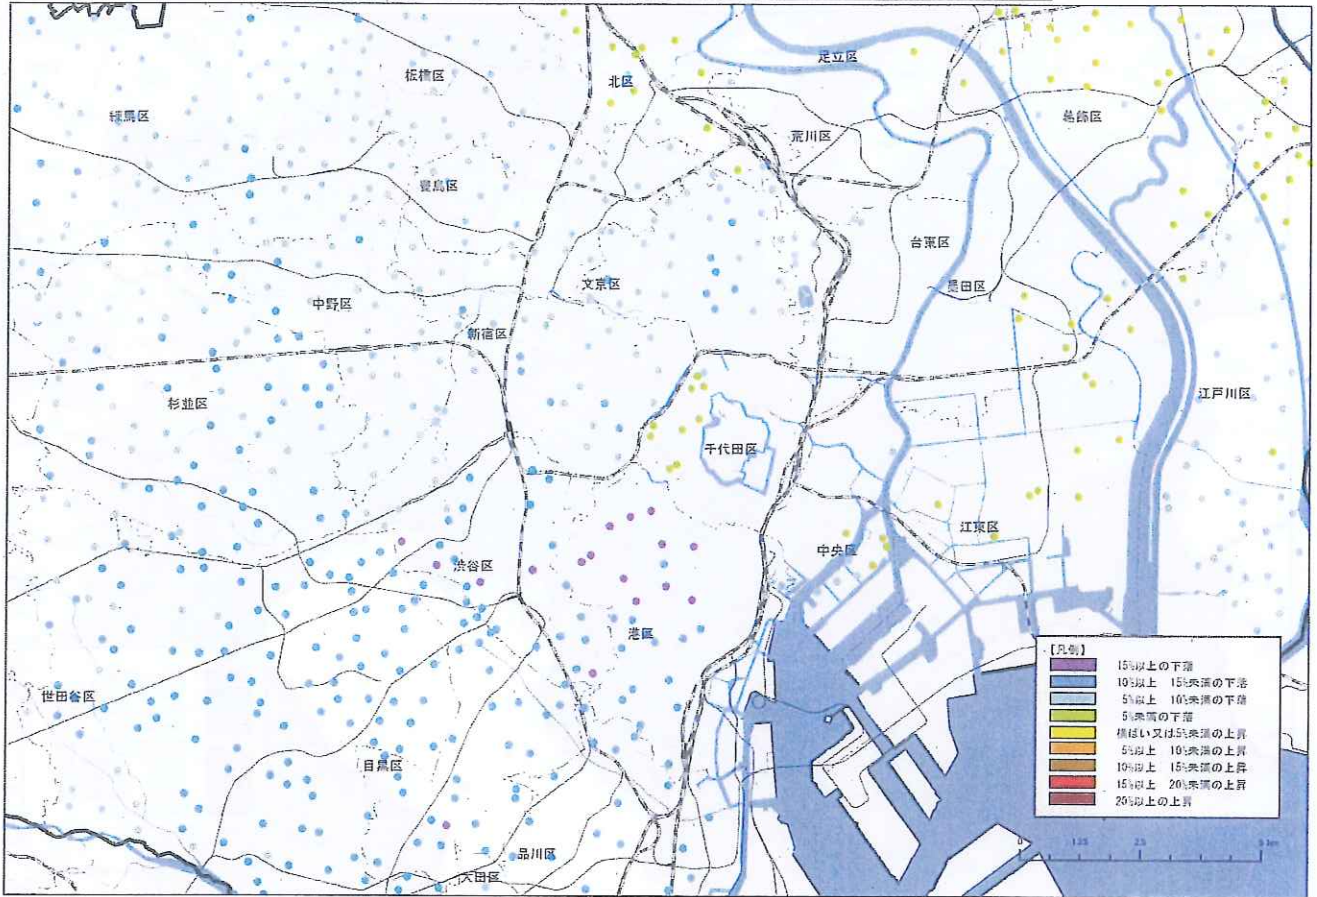 足立区
板橋区
北区
練馬区
葛飾区
荒川区
豊島区
台東区
文京区
墨田区
中野区
新宿区
江戸川区
杉並区
千代田区
江東区
中央区
渋谷区
港区
世田谷区
目黒区
品川区
大田区
【凡例】
15%以上の下落
10%以上 15%未満の下落
5%以上 10%未満の下落
5%未満の下落
横ばい又は5%未満の上昇
5%以上 10%未満の上昇
10%以上 15%未満の上昇
15%以上 20%未満の上昇
20%以上の上昇
0 1.25 2.5 5 km